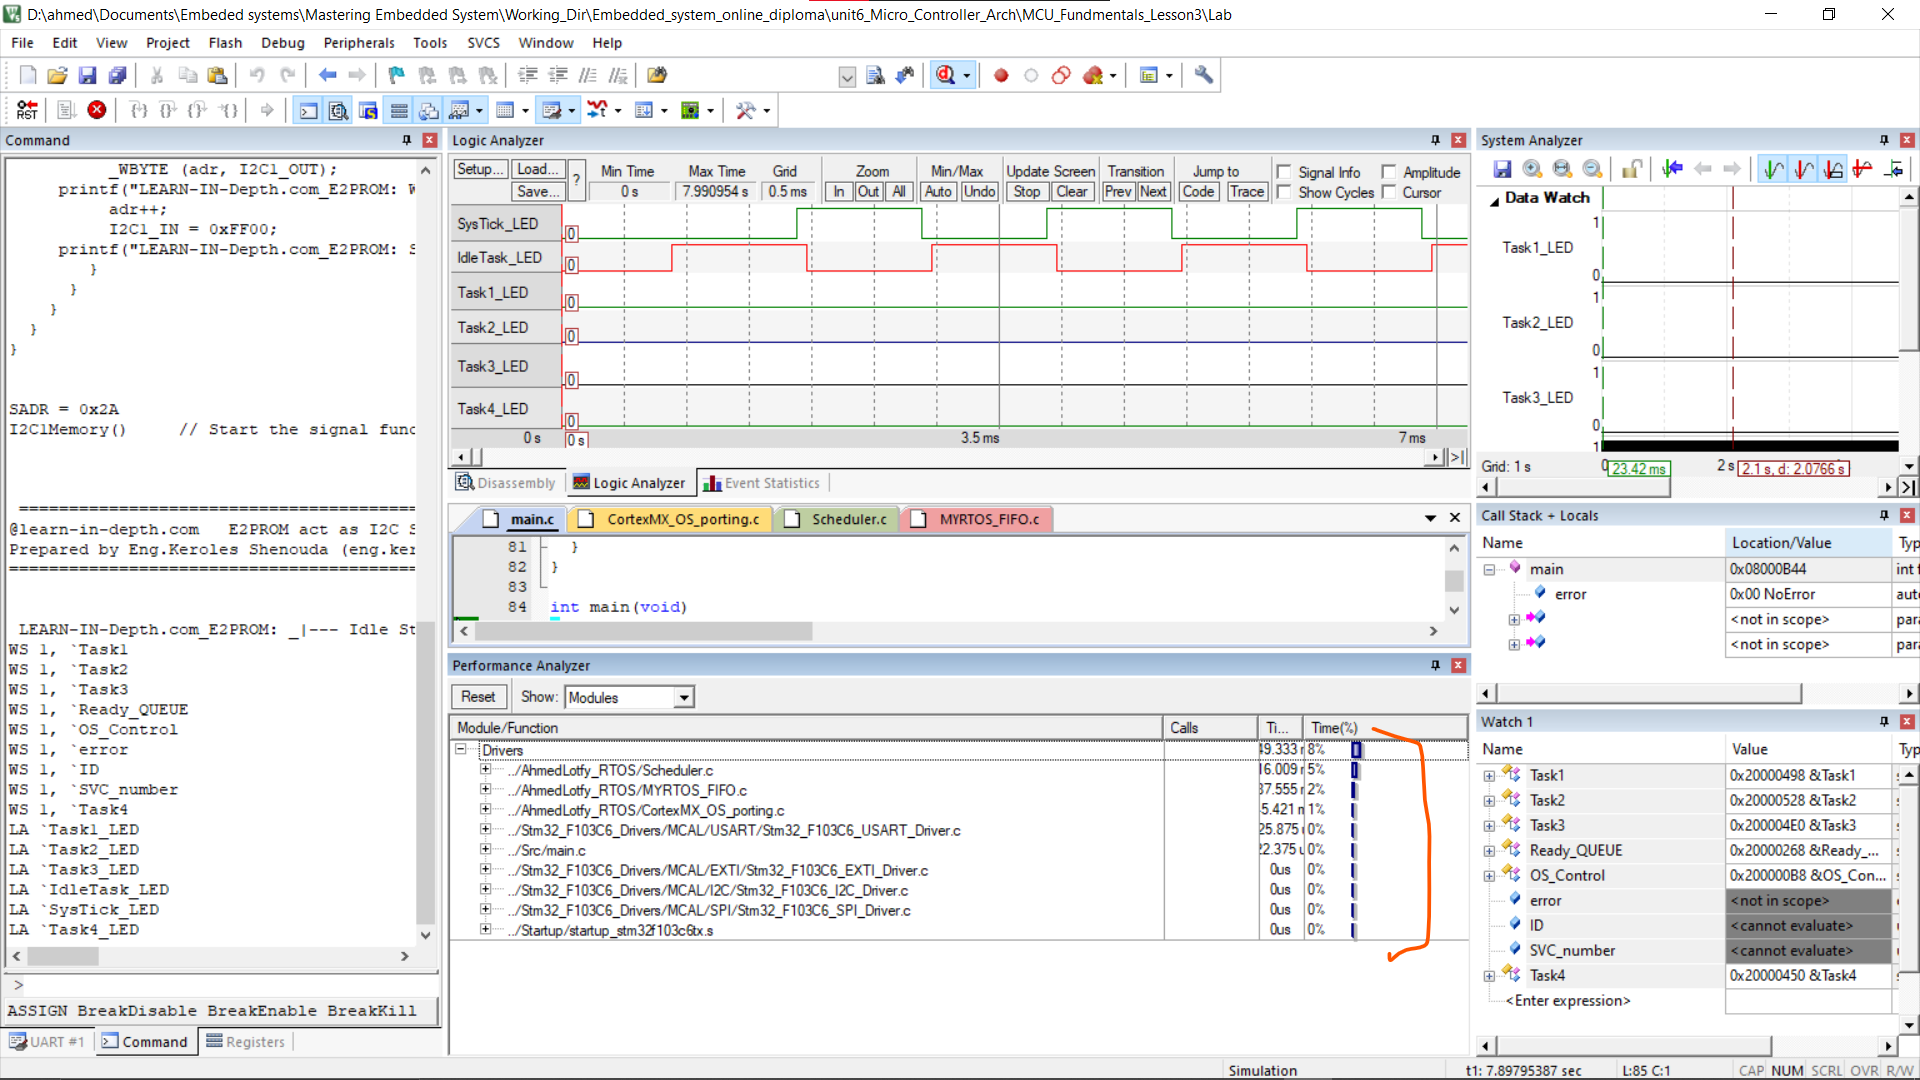 D:\ahmed\Documents\Embeded systems\Mastering Embedded System\Working_Dir\Embedded_system_online_diploma\unit6_Micro_Controller_Arch\MCU_Fundmentals_Lesson3\Lab
File Edit View Project Flash Debug Peripherals Tools SVCS Window Help
RST
Command
_WBYTE (adr, I2C1_OUT);
printf("LEARN-IN-Depth.com_E2PROM: W
adr++;
I2C1_IN = 0xFF00;
printf("LEARN-IN-Depth.com_E2PROM: S
}
}
}
}
}
SADR = 0x2A
I2C1Memory() // Start the signal func
===========================================
@learn-in-depth.com E2PROM act as I2C S
Prepared by Eng.Keroles Shenouda (eng.ker
===========================================
LEARN-IN-Depth.com_E2PROM: _|--- Idle St
WS 1, `Task1
WS 1, `Task2
WS 1, `Task3
WS 1, `Ready_QUEUE
WS 1, `OS_Control
WS 1, `error
WS 1, `ID
WS 1, `SVC_number
WS 1, `Task4
LA `Task1_LED
LA `Task2_LED
LA `Task3_LED
LA `IdleTask_LED
LA `SysTick_LED
LA `Task4_LED
>
ASSIGN BreakDisable BreakEnable BreakKill
UART #1 Command Registers
Logic Analyzer
Setup... Load... ? Min Time Max Time Grid Zoom Min/Max Update Screen Transition Jump to Signal Info Amplitude
Save... 0 s 7.990954 s 0.5 ms In Out All Auto Undo Stop Clear Prev Next Code Trace Show Cycles Cursor
SysTick_LED 0
IdleTask_LED 0
Task1_LED 0
Task2_LED 0
Task3_LED 0
Task4_LED 0
0 s 0 s 3.5 ms 7 ms
Disassembly Logic Analyzer Event Statistics
main.c CortexMX_OS_porting.c Scheduler.c MYRTOS_FIFO.c
81 }
82 }
83
84 int main(void)
Performance Analyzer
Reset Show: Modules
Module/Function Calls Ti... Time(%)
Drivers 49.333 8%
../AhmedLotfy_RTOS/Scheduler.c 16.009 5%
../AhmedLotfy_RTOS/MYRTOS_FIFO.c 37.555 2%
../AhmedLotfy_RTOS/CortexMX_OS_porting.c 5.421 1%
../Stm32_F103C6_Drivers/MCAL/USART/Stm32_F103C6_USART_Driver.c 25.875 0%
../Src/main.c 22.375 0%
../Stm32_F103C6_Drivers/MCAL/EXTI/Stm32_F103C6_EXTI_Driver.c 0us 0%
../Stm32_F103C6_Drivers/MCAL/I2C/Stm32_F103C6_I2C_Driver.c 0us 0%
../Stm32_F103C6_Drivers/MCAL/SPI/Stm32_F103C6_SPI_Driver.c 0us 0%
../Startup/startup_stm32f103c6tx.s 0us 0%
System Analyzer
Data Watch
1
Task1_LED
0
1
Task2_LED
0
1
Task3_LED
0
1
Grid: 1 s 0 23.42 ms 2 s 2.1 s, d: 2.0766 s
Call Stack + Locals
Name Location/Value Typ
main 0x08000B44 int f
error 0x00 NoError auto
<not in scope> para
<not in scope> para
Watch 1
Name Value Typ
Task1 0x20000498 &Task1
Task2 0x20000528 &Task2
Task3 0x200004E0 &Task3
Ready_QUEUE 0x20000268 &Ready_...
OS_Control 0x200000B8 &OS_Con...
error <not in scope>
ID <cannot evaluate>
SVC_number <cannot evaluate>
Task4 0x20000450 &Task4
<Enter expression>
Simulation t1: 7.89795387 sec L:85 C:1 CAP NUM SCRL OVR R/W